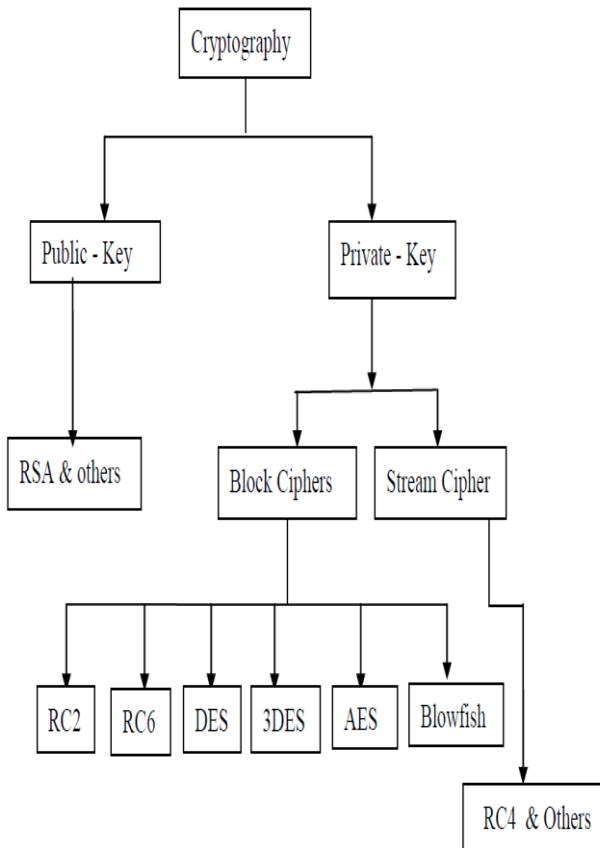 Cryptography
Public - Key
Private - Key
RSA & others
Block Ciphers
Stream Cipher
RC2
RC6
DES
3DES
AES
Blowfish
RC4 & Others